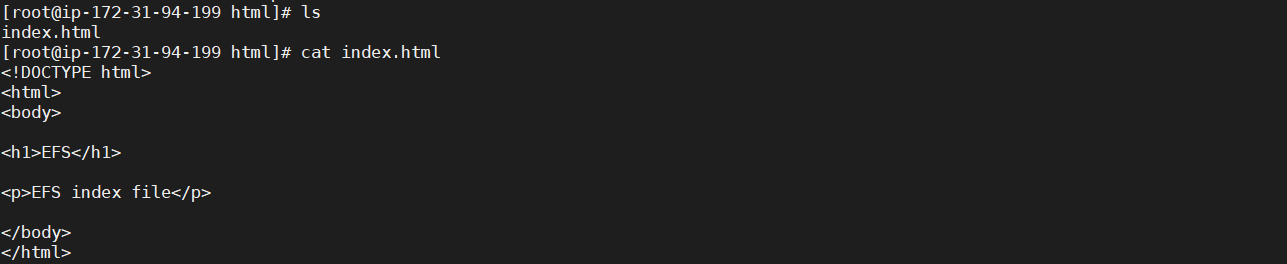 [root@ip-172-31-94-199 html]# ls
index.html
[root@ip-172-31-94-199 html]# cat index.html
<!DOCTYPE html>
<html>
<body>
<h1>EFS</h1>
<p>EFS index file</p>
</body>
</html>